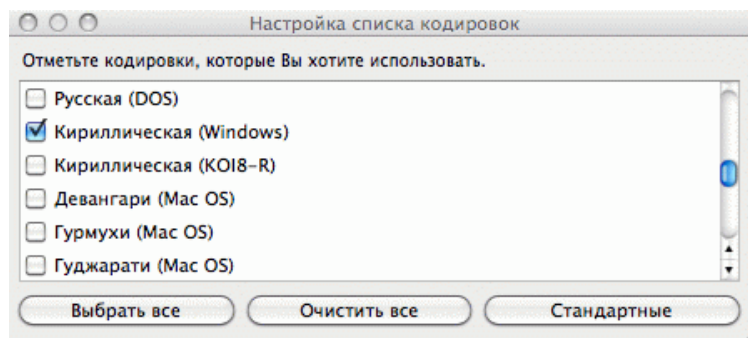 Настройка списка кодировок
Отметьте кодировки, которые Вы хотите использовать.
Русская (DOS)
Кириллическая (Windows)
Кириллическая (KOI8-R)
Девангари (Mac OS)
Гурмухи (Mac OS)
Гуджарати (Mac OS)
Выбрать все Очистить все Стандартные